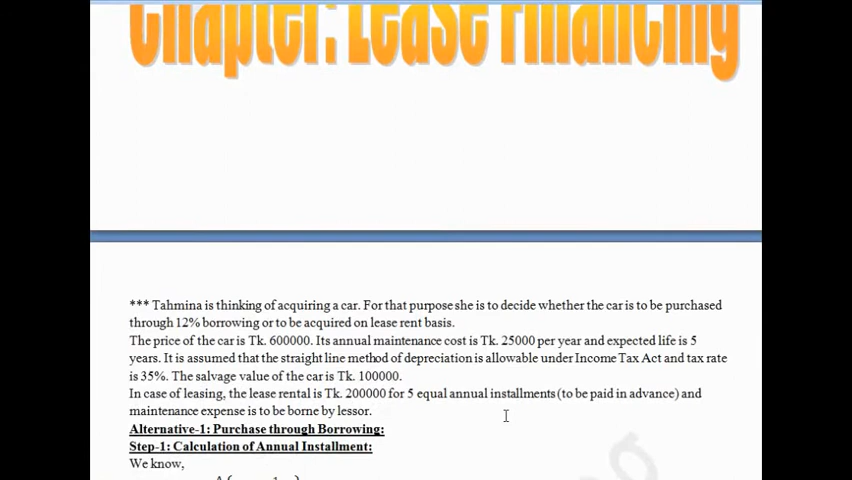 Chapter: Lease Financing
*** Tahmina is thinking of acquiring a car. For that purpose she is to decide whether the car is to be purchased
through 12% borrowing or to be acquired on lease rent basis.
The price of the car is Tk. 600000. Its annual maintenance cost is Tk. 25000 per year and expected life is 5
years. It is assumed that the straight line method of depreciation is allowable under Income Tax Act and tax rate
is 35%. The salvage value of the car is Tk. 100000.
In case of leasing, the lease rental is Tk. 200000 for 5 equal annual installments (to be paid in advance) and
maintenance expense is to be borne by lessor.
Alternative-1: Purchase through Borrowing:
Step-1: Calculation of Annual Installment:
We know,